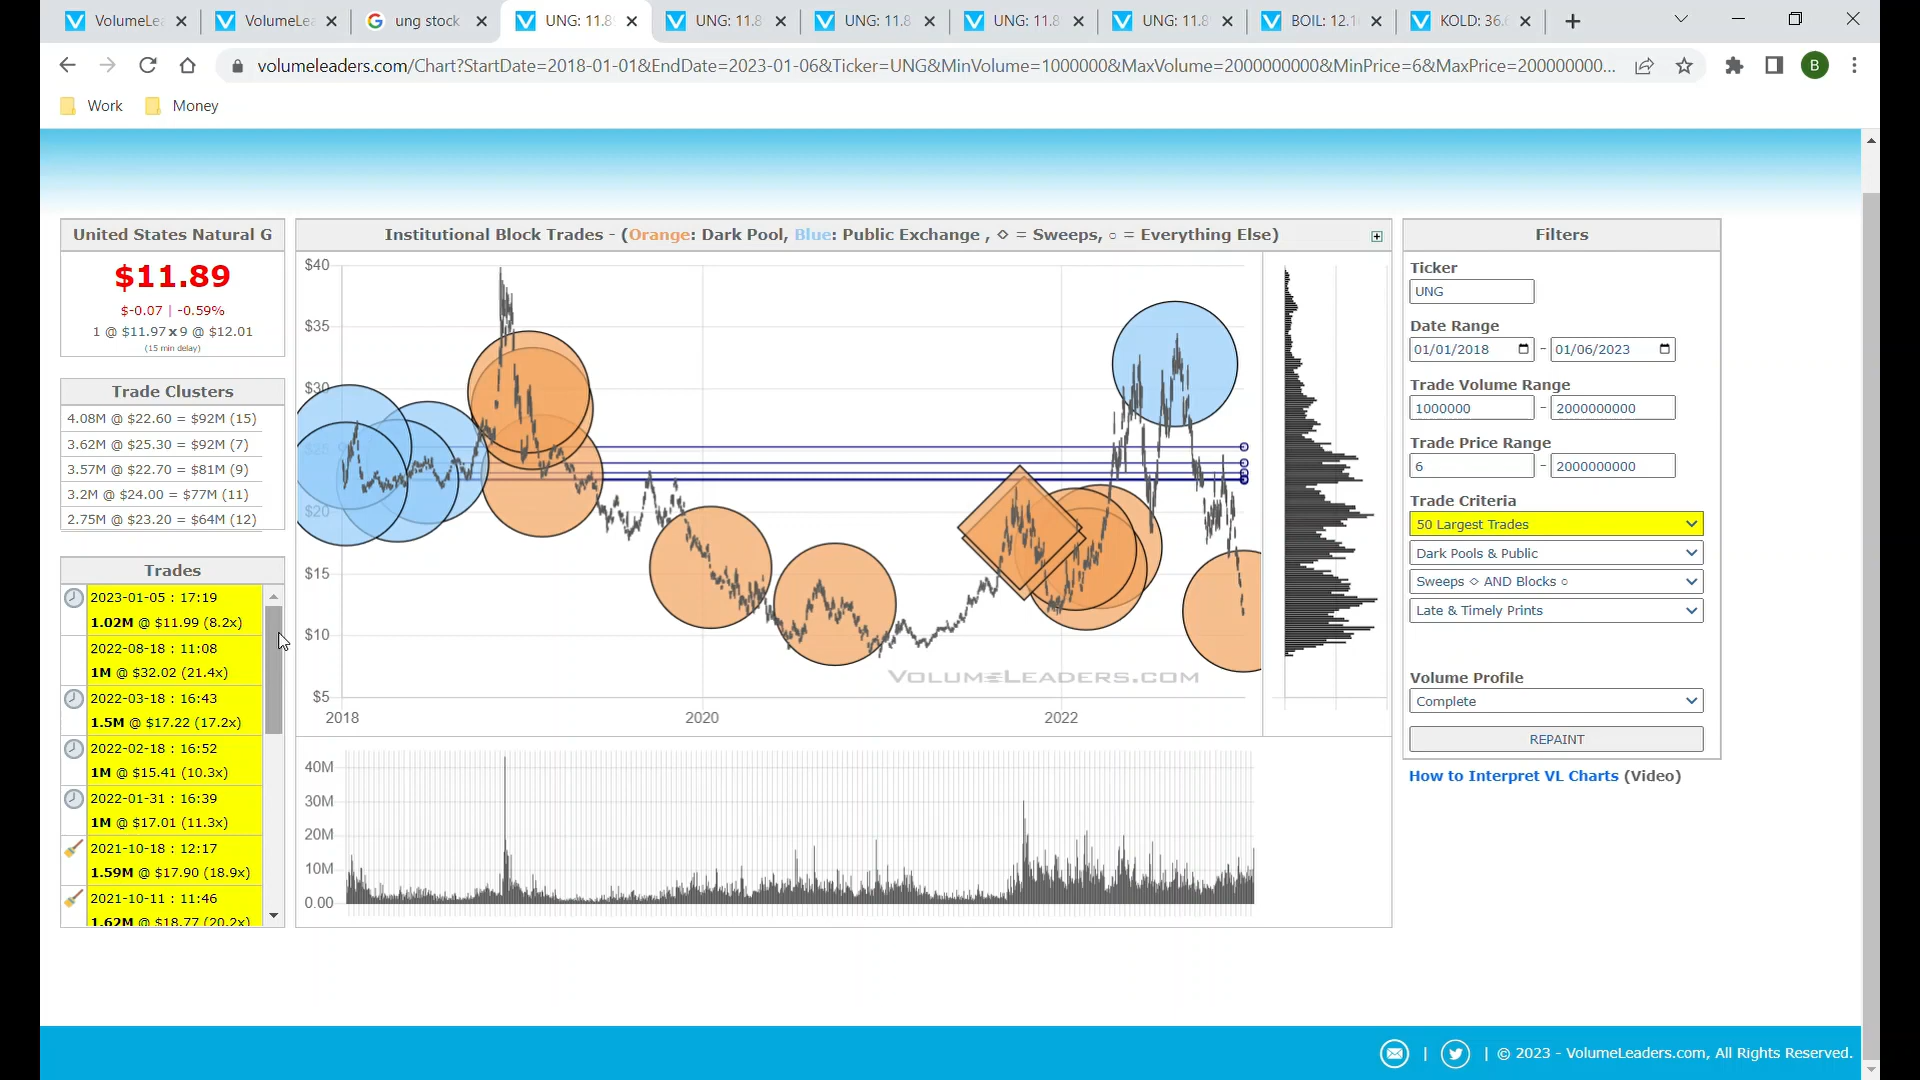 VolumeLea
VolumeLea
ung stock
UNG: 11.8
UNG: 11.8
UNG: 11.8
UNG: 11.8
UNG: 11.8
BOIL: 12.1
KOLD: 36.6
volumeleaders.com/Chart?StartDate=2018-01-01&EndDate=2023-01-06&Ticker=UNG&MinVolume=1000000&MaxVolume=2000000000&MinPrice=6&MaxPrice=200000000...
B
Work
Money
United States Natural G
$11.89
$-0.07 | -0.59%
1 @ $11.97 x 9 @ $12.01
(15 min delay)
Trade Clusters
4.08M @ $22.60 = $92M (15)
3.62M @ $25.30 = $92M (7)
3.57M @ $22.70 = $81M (9)
3.2M @ $24.00 = $77M (11)
2.75M @ $23.20 = $64M (12)
Trades
2023-01-05 : 17:19
1.02M @ $11.99 (8.2x)
2022-08-18 : 11:08
1M @ $32.02 (21.4x)
2022-03-18 : 16:43
1.5M @ $17.22 (17.2x)
2022-02-18 : 16:52
1M @ $15.41 (10.3x)
2022-01-31 : 16:39
1M @ $17.01 (11.3x)
2021-10-18 : 12:17
1.59M @ $17.90 (18.9x)
2021-10-11 : 11:46
1.62M @ $18.77 (20.2x)
Institutional Block Trades - (Orange: Dark Pool, Blue: Public Exchange , ◇ = Sweeps, ○ = Everything Else)
$40
$35
$30
$25
$20
$15
$10
$5
2018
2020
2022
VOLUMELEADERS.COM
40M
30M
20M
10M
0.00
Filters
Ticker
UNG
Date Range
01/01/2018 - 01/06/2023
Trade Volume Range
1000000 - 2000000000
Trade Price Range
6 - 2000000000
Trade Criteria
50 Largest Trades
Dark Pools & Public
Sweeps ◇ AND Blocks ○
Late & Timely Prints
Volume Profile
Complete
REPAINT
How to Interpret VL Charts (Video)
| | © 2023 - VolumeLeaders.com, All Rights Reserved.